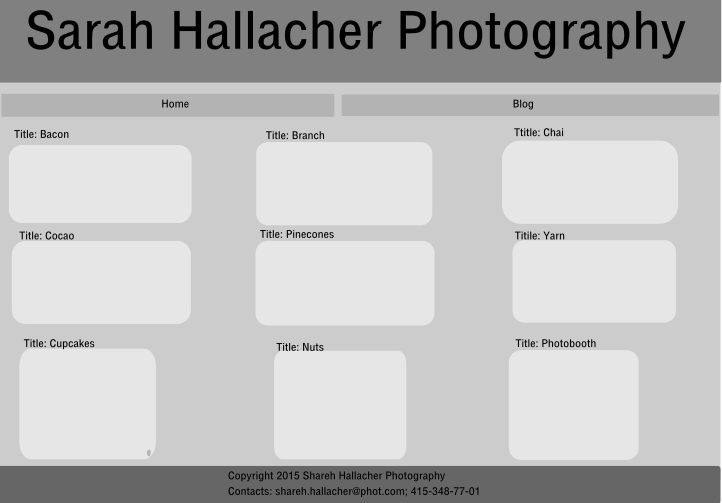 Sarah Hallacher Photography
Home Blog
Title: Bacon Title: Branch Ttitle: Chai
Title: Cocao Title: Pinecones Titile: Yarn
Title: Cupcakes Title: Nuts Title: Photobooth
Copyright 2015 Shareh Hallacher Photography
Contacts: shareh.hallacher@phot.com; 415-348-77-01